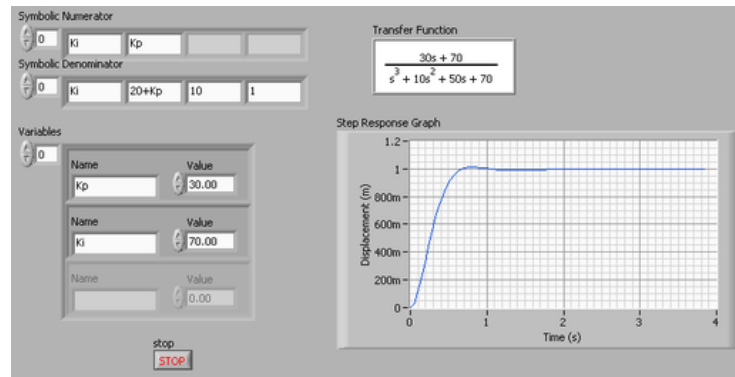 Symbolic Numerator
0 Ki Kp
Symbolic Denominator
0 Ki 20+Kp 10 1
Variables
0
Name Value
Kp 30.00
Name Value
Ki 70.00
Name Value
0.00
stop
STOP
Transfer Function
30s + 70
s³ + 10s² + 50s + 70
Step Response Graph
Displacement (m)
1.2
1
800m
600m
400m
200m
0
0 1 2 3 4
Time (s)